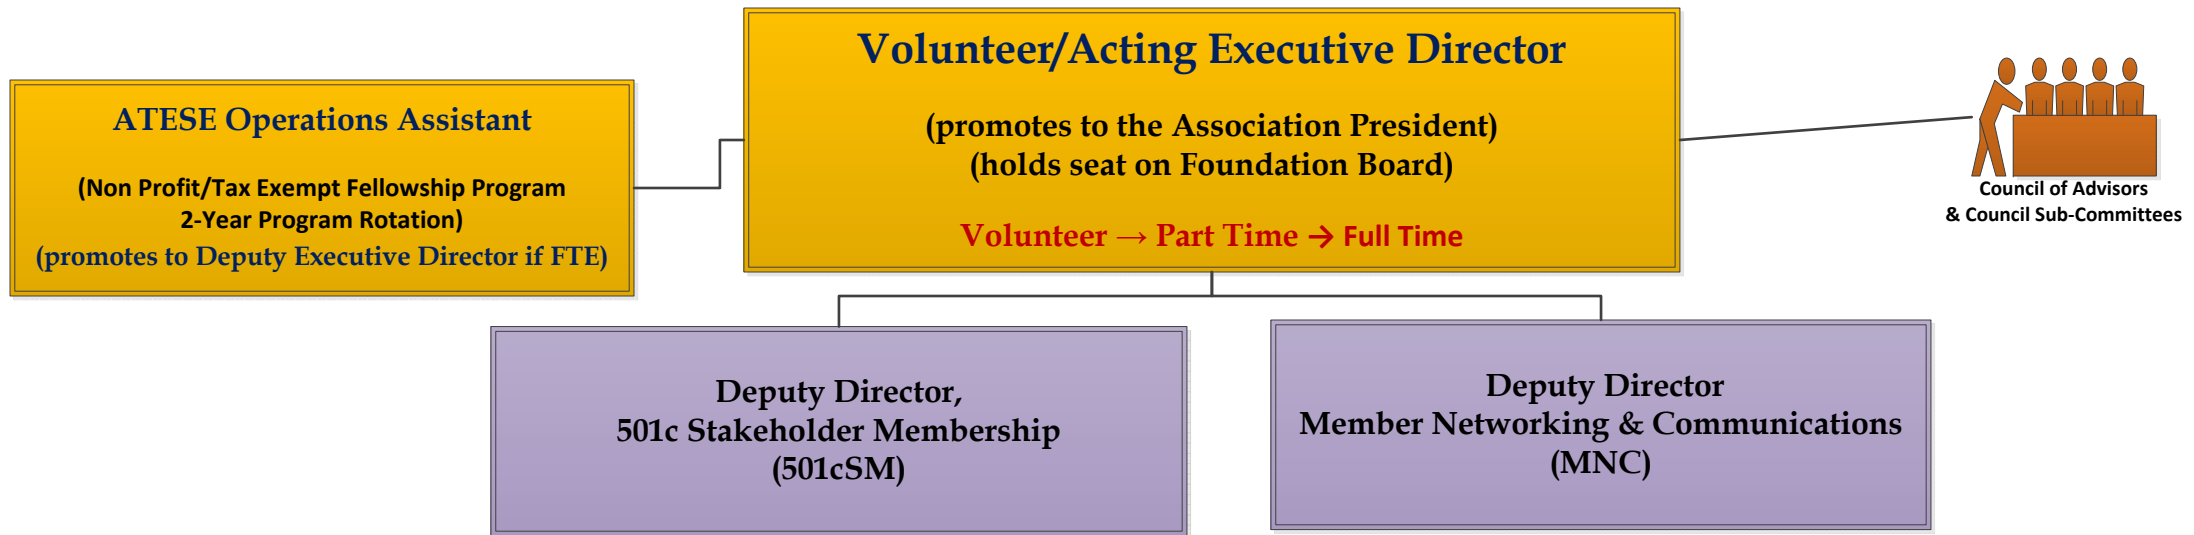 Volunteer/Acting Executive Director
(promotes to the Association President)
(holds seat on Foundation Board)
Volunteer → Part Time → Full Time
ATESE Operations Assistant
(Non Profit/Tax Exempt Fellowship Program
2-Year Program Rotation)
(promotes to Deputy Executive Director if FTE)
Council of Advisors
& Council Sub-Committees
Deputy Director,
501c Stakeholder Membership
(501cSM)
Deputy Director
Member Networking & Communications
(MNC)